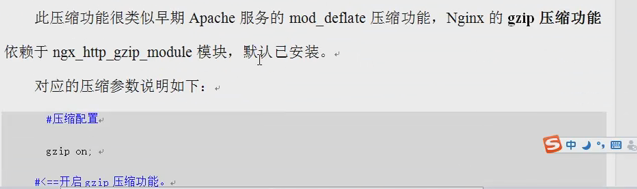 此压缩功能很类似早期 Apache 服务的 mod_deflate 压缩功能，Nginx 的 gzip 压缩功能
依赖于 ngx_http_gzip_module 模块，默认已安装。
对应的压缩参数说明如下：
#压缩配置
gzip on;
#<==开启 gzip 压缩功能。
中